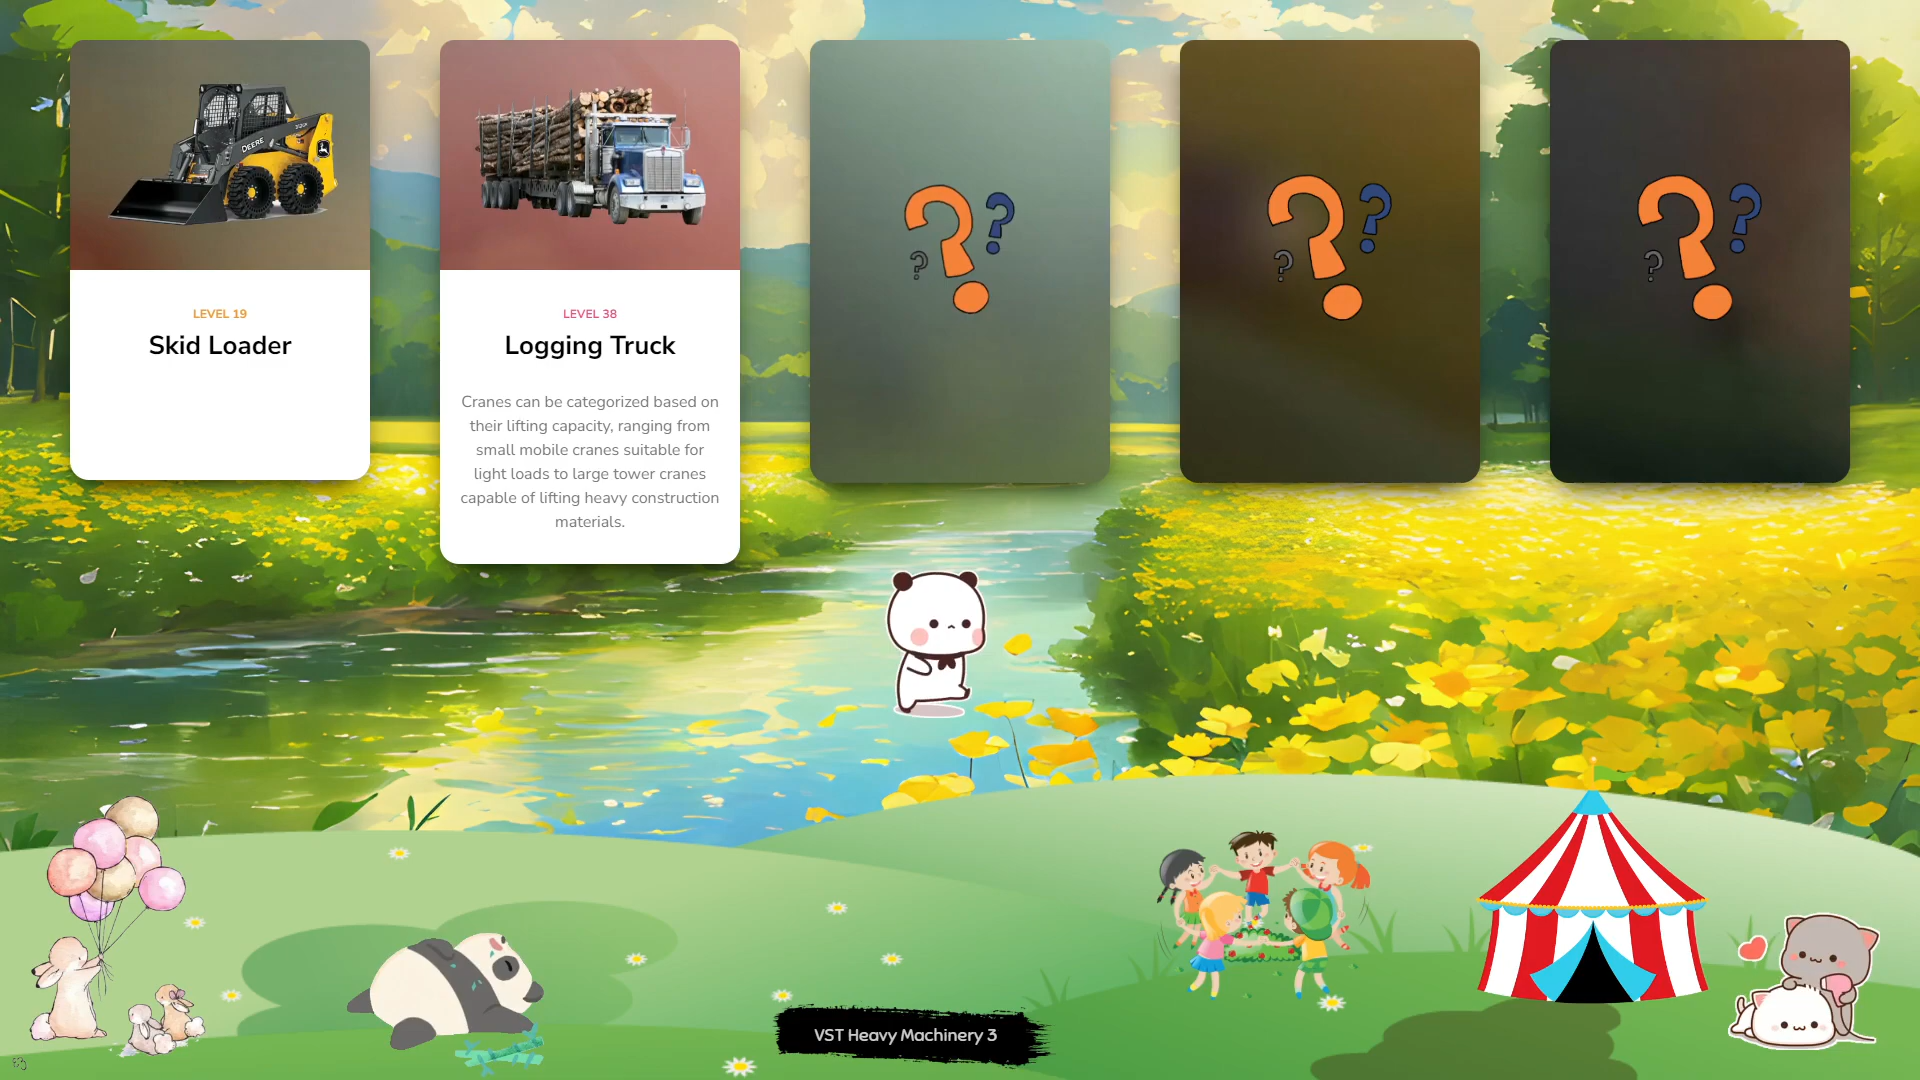 DEERE
LEVEL 19
Skid Loader
LEVEL 38
Logging Truck
Cranes can be categorized based on
their lifting capacity, ranging from
small mobile cranes suitable for
light loads to large tower cranes
capable of lifting heavy construction
materials.
? ? ?
? ? ?
? ? ?
VST Heavy Machinery 3